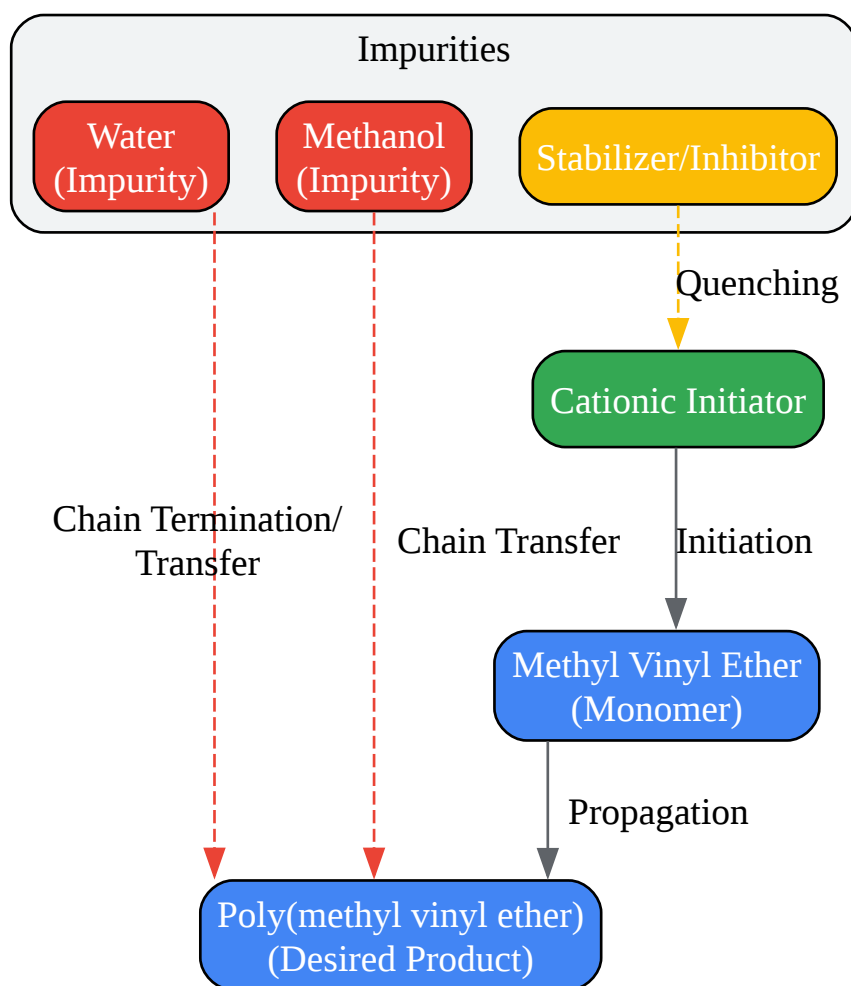 Impurities
Water
(Impurity)
Methanol
(Impurity)
Stabilizer/Inhibitor
Quenching
Cationic Initiator
Chain Termination/
Transfer
Chain Transfer
Initiation
Methyl Vinyl Ether
(Monomer)
Propagation
Poly(methyl vinyl ether)
(Desired Product)